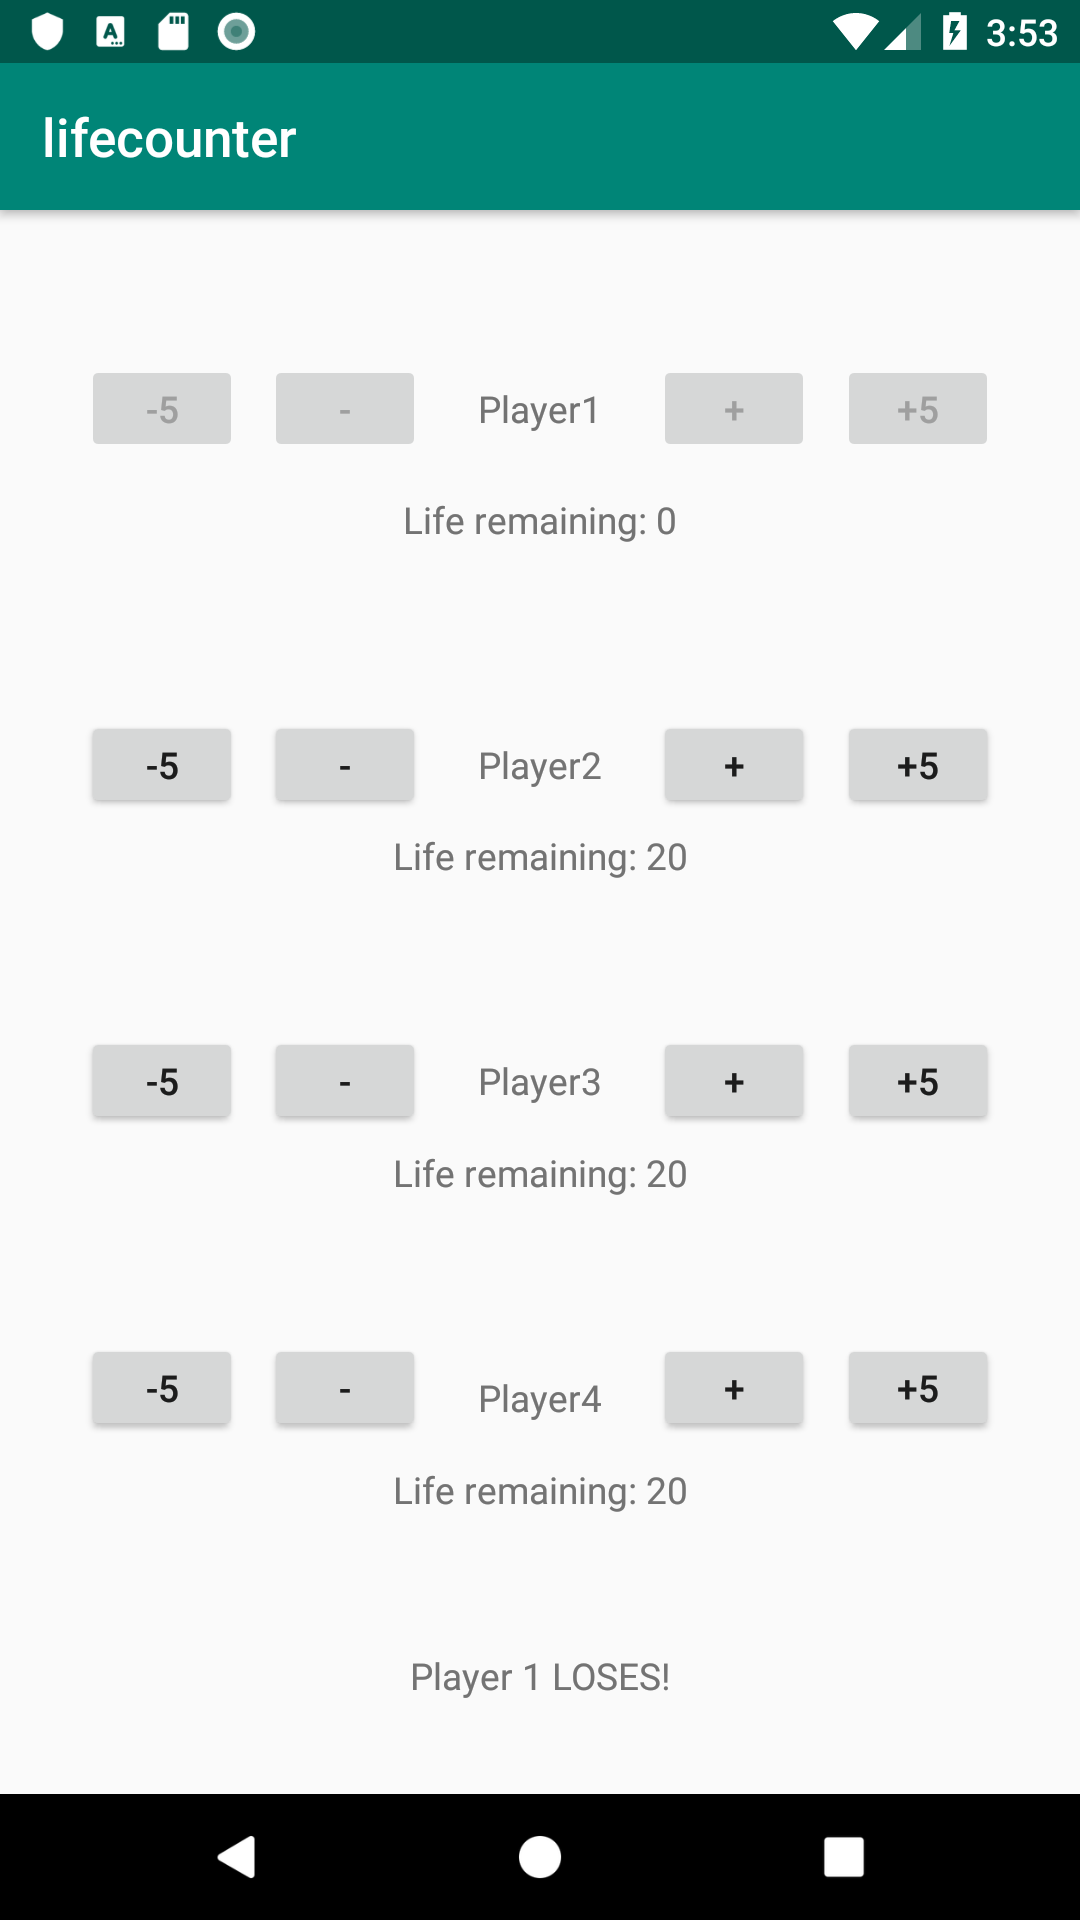 3:53
lifecounter
-5 - Player1 + +5
Life remaining: 0
-5 - Player2 + +5
Life remaining: 20
-5 - Player3 + +5
Life remaining: 20
-5 - Player4 + +5
Life remaining: 20
Player 1 LOSES!